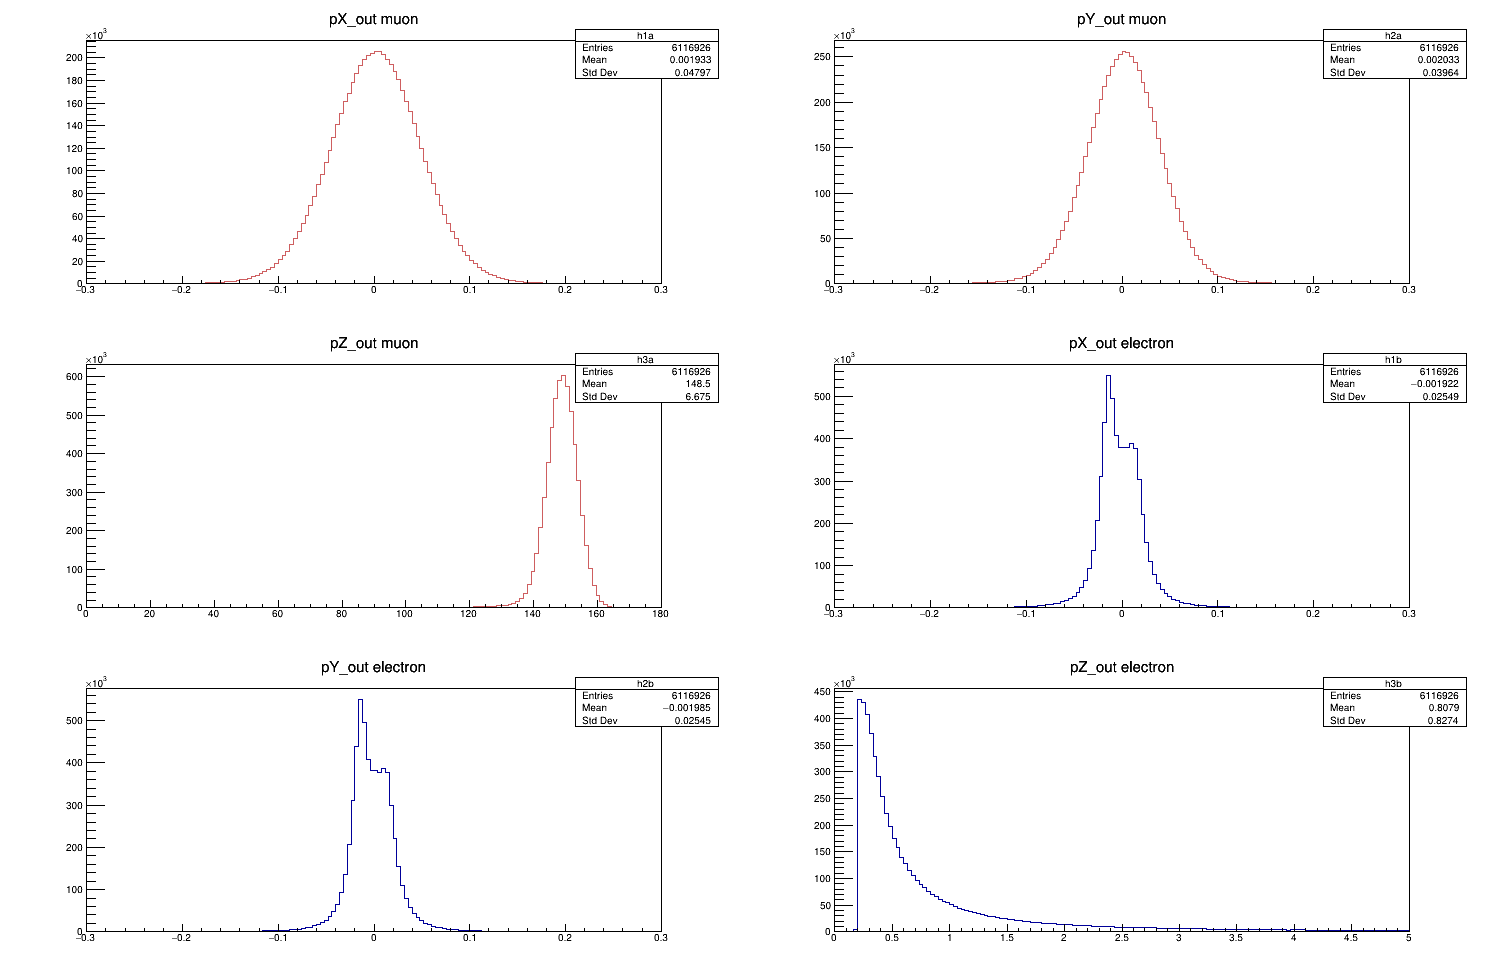 pX_out muon
×10³
h1a
Entries 6116926
Mean 0.001933
Std Dev 0.04797
200
180
160
140
120
100
80
60
40
20
0
−0.3 −0.2 −0.1 0 0.1 0.2 0.3
pY_out muon
×10³
h2a
Entries 6116926
Mean 0.002033
Std Dev 0.03964
250
200
150
100
50
0
−0.3 −0.2 −0.1 0 0.1 0.2 0.3
pZ_out muon
×10³
h3a
Entries 6116926
Mean 148.5
Std Dev 6.675
600
500
400
300
200
100
0
0 20 40 60 80 100 120 140 160 180
pX_out electron
×10³
h1b
Entries 6116926
Mean −0.001922
Std Dev 0.02549
500
400
300
200
100
0
−0.3 −0.2 −0.1 0 0.1 0.2 0.3
pY_out electron
×10³
h2b
Entries 6116926
Mean −0.001985
Std Dev 0.02545
500
400
300
200
100
0
−0.3 −0.2 −0.1 0 0.1 0.2 0.3
pZ_out electron
×10³
h3b
Entries 6116926
Mean 0.8079
Std Dev 0.8274
450
400
350
300
250
200
150
100
50
0
0 0.5 1 1.5 2 2.5 3 3.5 4 4.5 5